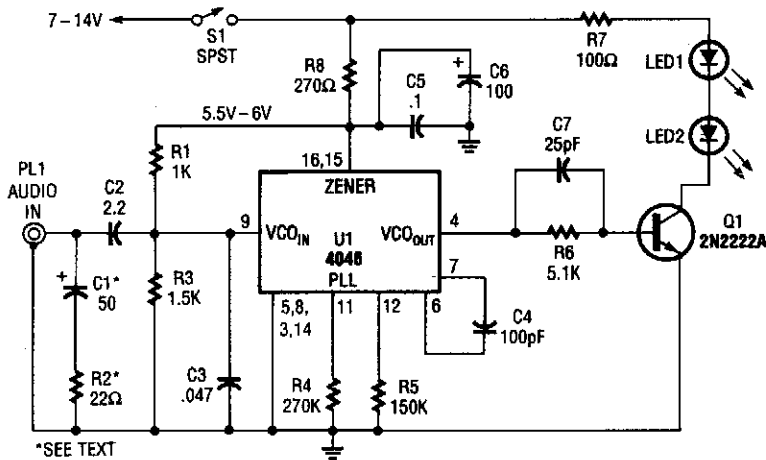 7–14V
S1
SPST
R8
270Ω
R7
100Ω
LED1
LED2
C5
.1
+
C6
100
5.5V–6V
R1
1K
C7
25pF
PL1
AUDIO
IN
C2
2.2
16,15
ZENER
9
VCOIN
U1
4046
PLL
VCOOUT
4
R6
5.1K
Q1
2N2222A
7
+
C1*
50
R3
1.5K
5,8,
3,14
11
12
6
C4
100pF
R2*
22Ω
C3
.047
R4
270K
R5
150K
*SEE TEXT